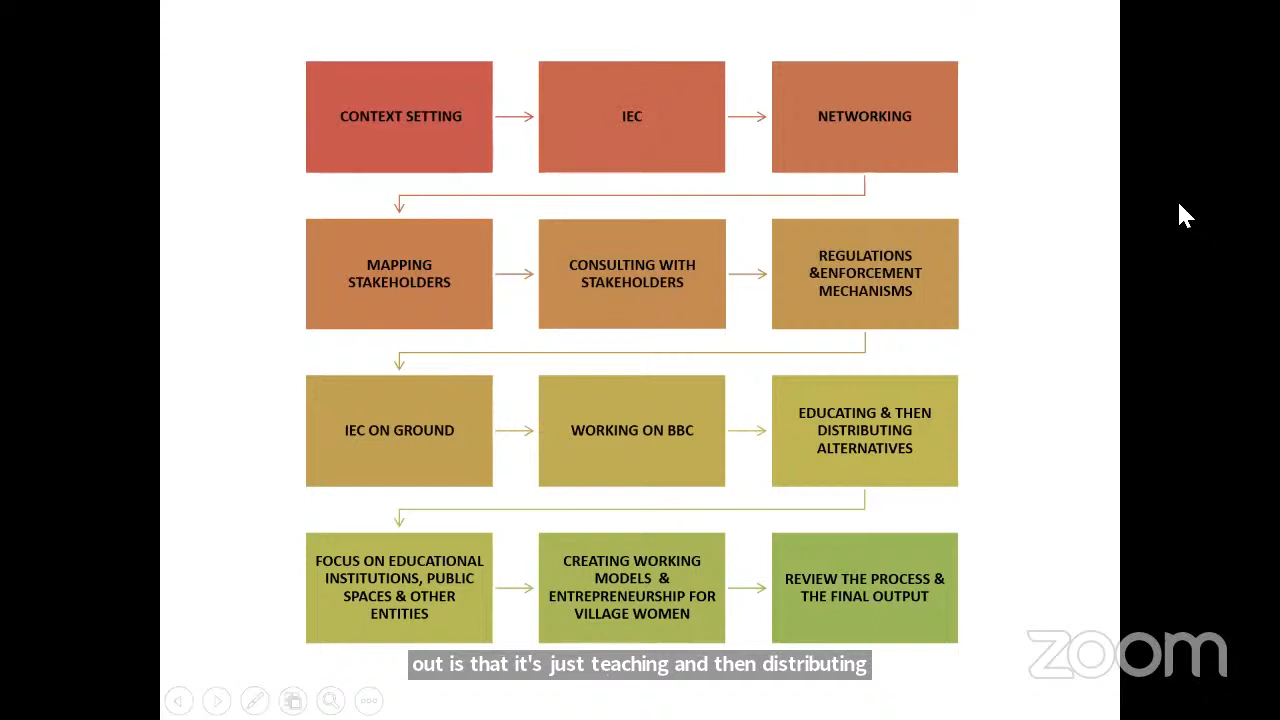 CONTEXT SETTING
IEC
NETWORKING
MAPPING
STAKEHOLDERS
CONSULTING WITH
STAKEHOLDERS
REGULATIONS
&ENFORCEMENT
MECHANISMS
IEC ON GROUND
WORKING ON BBC
EDUCATING & THEN
DISTRIBUTING
ALTERNATIVES
FOCUS ON EDUCATIONAL
INSTITUTIONS, PUBLIC
SPACES & OTHER
ENTITIES
CREATING WORKING
MODELS &
ENTREPRENEURSHIP FOR
VILLAGE WOMEN
REVIEW THE PROCESS &
THE FINAL OUTPUT
out is that it's just teaching and then distributing
zoom